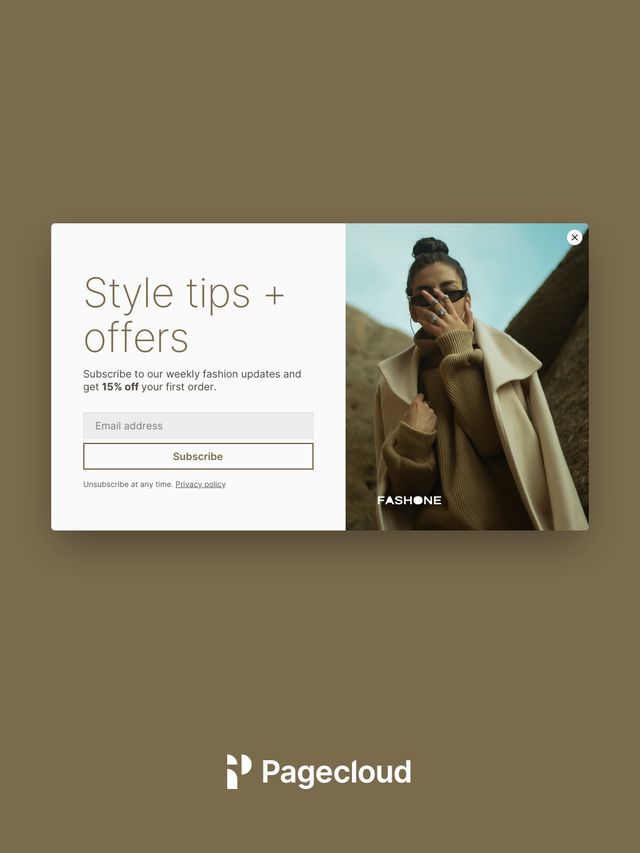 Style tips +
offers
Subscribe to our weekly fashion updates and
get 15% off your first order.
Email address
Subscribe
Unsubscribe at any time. Privacy policy
FASHONE
Pagecloud